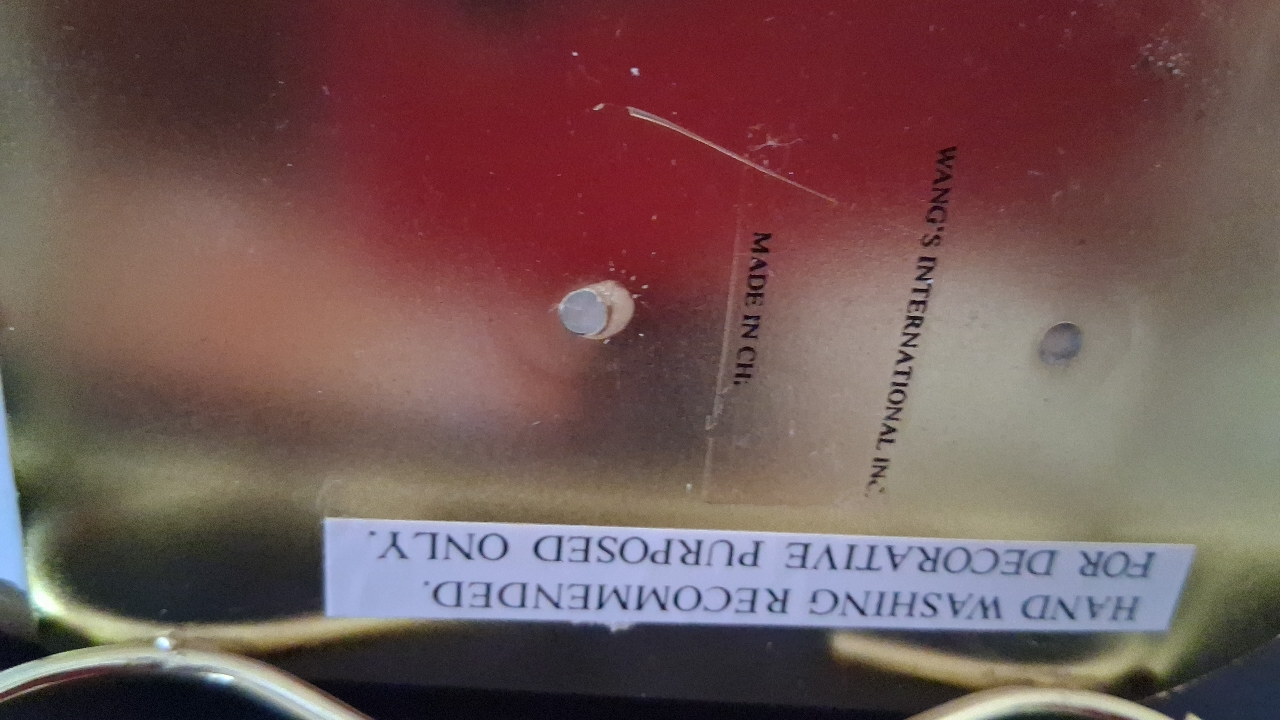 WANG'S INTERNATIONAL INC
MADE IN CH
HAND WASHING RECOMMENDED.
FOR DECORATIVE PURPOSED ONLY.